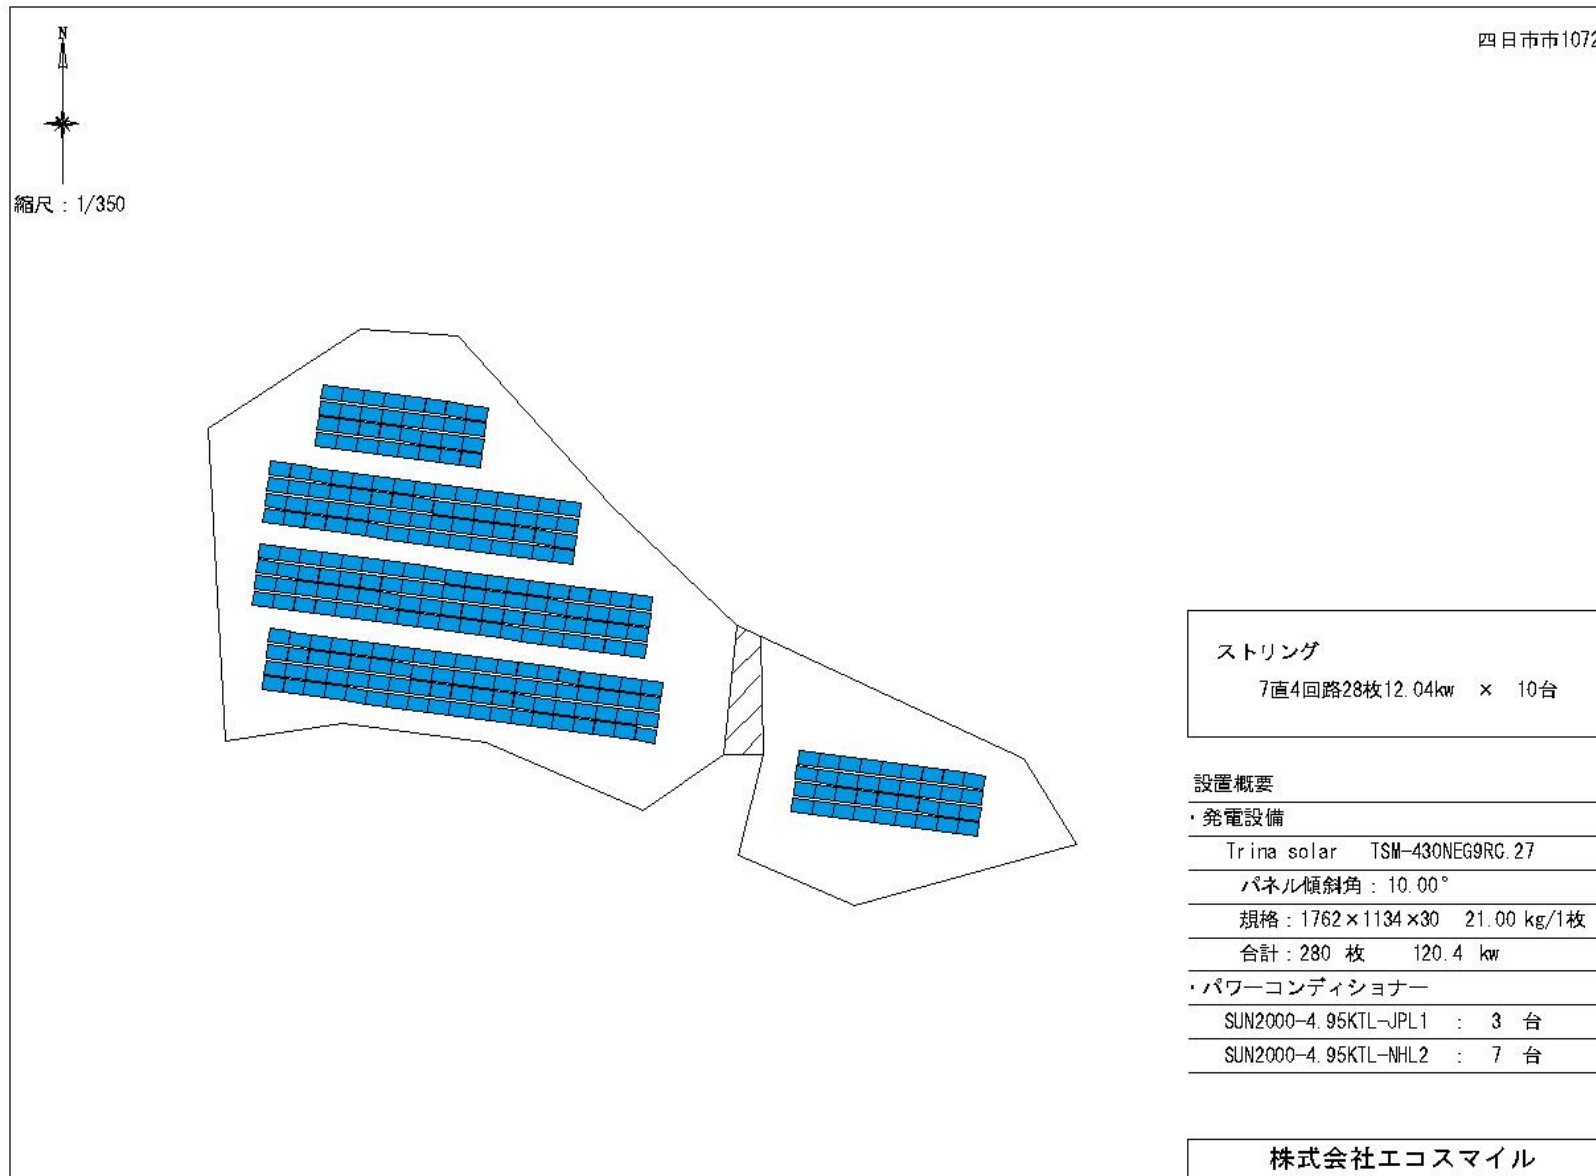 N
四日市市1072
縮尺：1/350
ストリング
7直4回路28枚12.04kw × 10台
設置概要
・発電設備
Trina solar TSM-430NEG9RC.27
パネル傾斜角：10.00°
規格：1762×1134×30 21.00 kg/1枚
合計：280 枚 120.4 kw
・パワーコンディショナー
SUN2000-4.95KTL-JPL1 : 3 台
SUN2000-4.95KTL-NHL2 : 7 台
株式会社エコスマイル